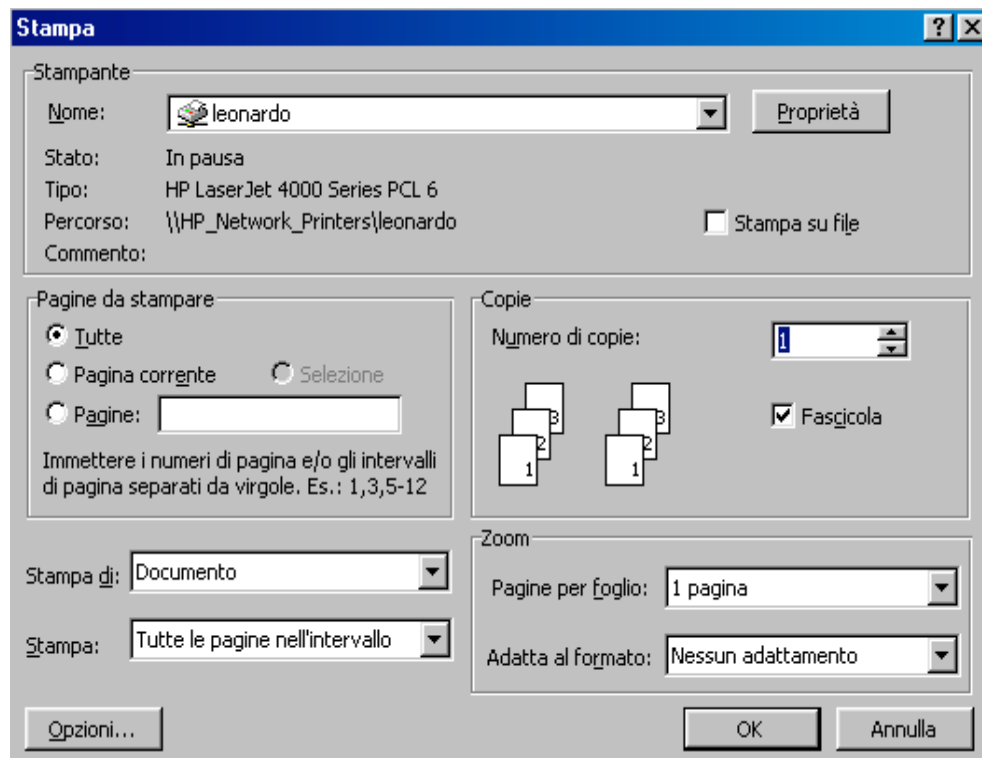 Stampa
Stampante
Nome: leonardo Proprietà
Stato: In pausa
Tipo: HP LaserJet 4000 Series PCL 6
Percorso: \\HP_Network_Printers\leonardo Stampa su file
Commento:
Pagine da stampare
Tutte
Pagina corrente Selezione
Pagine:
Immettere i numeri di pagina e/o gli intervalli
di pagina separati da virgole. Es.: 1,3,5-12
Copie
Numero di copie: 1
3 3
2 2
1 1
Fascicola
Stampa di: Documento
Stampa: Tutte le pagine nell'intervallo
Zoom
Pagine per foglio: 1 pagina
Adatta al formato: Nessun adattamento
Opzioni... OK Annulla